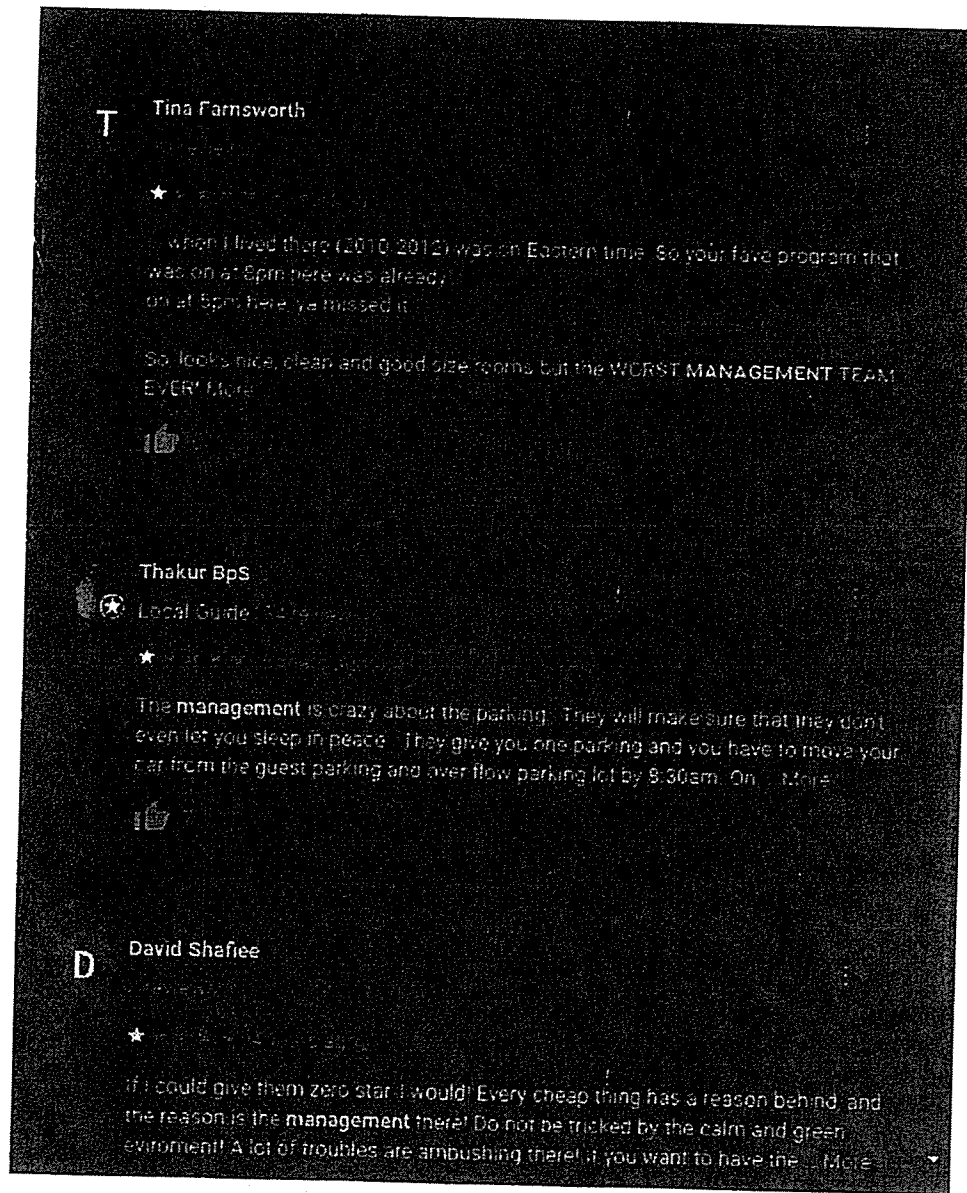 T
Tina Farnsworth
... when I lived there (2010-2012) was on Eastern time. So your fave program that
was on at 8pm here was already
on at 5pm here, ya missed it.
So, looks nice, clean and good size rooms but the WORST MANAGEMENT TEAM
EVER! More
Thakur BpS
Local Guide
The management is crazy about the parking. They will make sure that they don't
even let you sleep in peace. They give you one parking and you have to move your
car from the guest parking and over flow parking lot by 8:30am. On ... More
D
David Shafiee
If I could give them zero star I would! Every cheap thing has a reason behind, and
the reason is the management there! Do not be tricked by the calm and green
eviroment! A lot of troubles are ambushing there! if you want to have the ... More